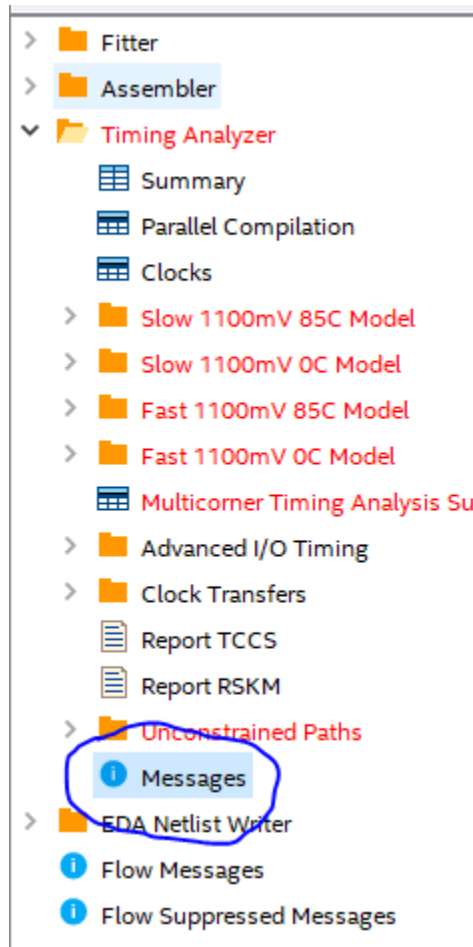 Fitter
Assembler
Timing Analyzer
Summary
Parallel Compilation
Clocks
Slow 1100mV 85C Model
Slow 1100mV 0C Model
Fast 1100mV 85C Model
Fast 1100mV 0C Model
Multicorner Timing Analysis Su
Advanced I/O Timing
Clock Transfers
Report TCCS
Report RSKM
Unconstrained Paths
Messages
EDA Netlist Writer
Flow Messages
Flow Suppressed Messages